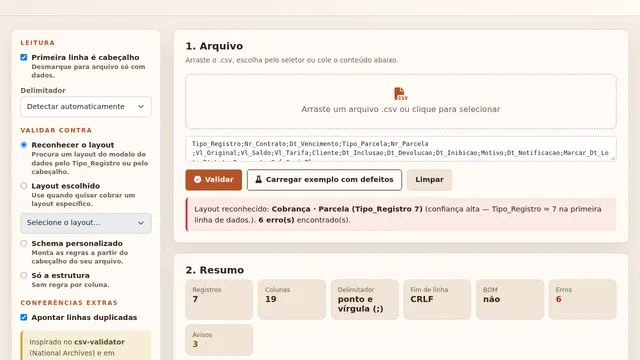 LEITURA
Primeira linha é cabeçalho
Desmarque para arquivo só com
dados.
Delimitador
Detectar automaticamente
VALIDAR CONTRA
Reconhecer o layout
Procura um layout do modelo de
dados pelo Tipo_Registro ou pelo
cabeçalho.
Layout escolhido
Use quando quiser cobrar um
layout específico.
Selecione o layout...
Schema personalizado
Monta as regras a partir do
cabeçalho do seu arquivo.
Só a estrutura
Sem regra por coluna.
CONFERÊNCIAS EXTRAS
Apontar linhas duplicadas
Inspirado no csv-validator
(National Archives) e em
1. Arquivo
Arraste o .csv, escolha pelo seletor ou cole o conteúdo abaixo.
CSV
Arraste um arquivo .csv ou clique para selecionar
Tipo_Registro;Nr_Contrato;Dt_Vencimento;Tipo_Parcela;Nr_Parcela
;Vl_Original;Vl_Saldo;Vl_Tarifa;Cliente;Dt_Inclusao;Dt_Devolucao;Dt_Inibicao;Motivo;Dt_Notificacao;Marcar_Dt_Lo
Validar
Carregar exemplo com defeitos
Limpar
Layout reconhecido: Cobrança · Parcela (Tipo_Registro 7) (confiança alta — Tipo_Registro = 7 na primeira
linha de dados.). 6 erro(s) encontrado(s).
2. Resumo
Registros
7
Colunas
19
Delimitador
ponto e
vírgula (;)
Fim de linha
CRLF
BOM
não
Erros
6
Avisos
3